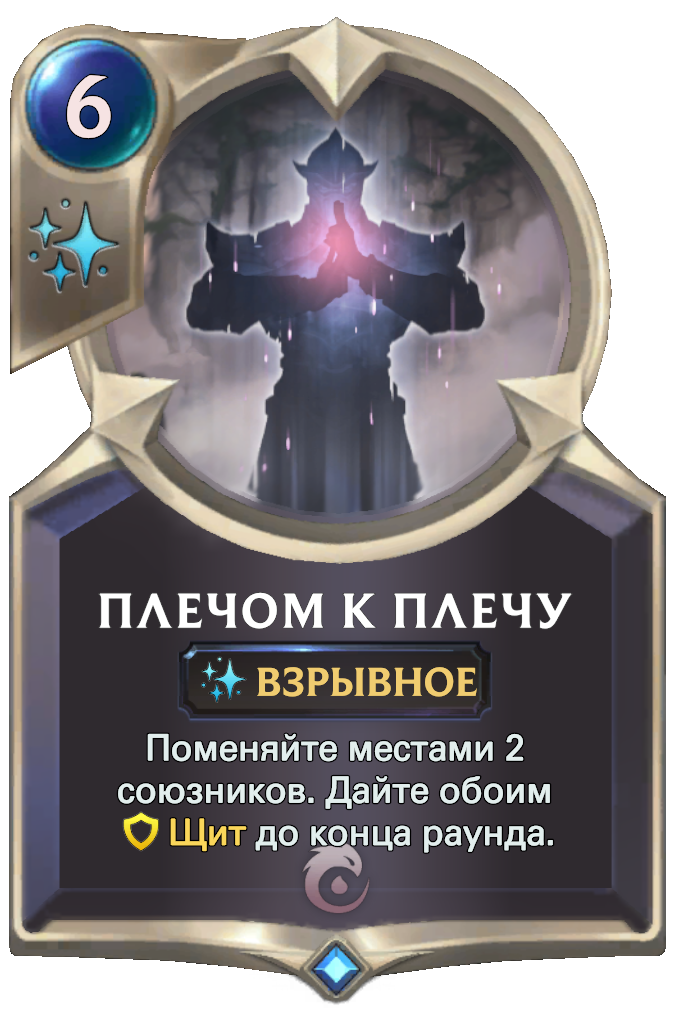 6
ПЛЕЧОМ К ПЛЕЧУ
ВЗРЫВНОЕ
Поменяйте местами 2
союзников. Дайте обоим
Щит до конца раунда.